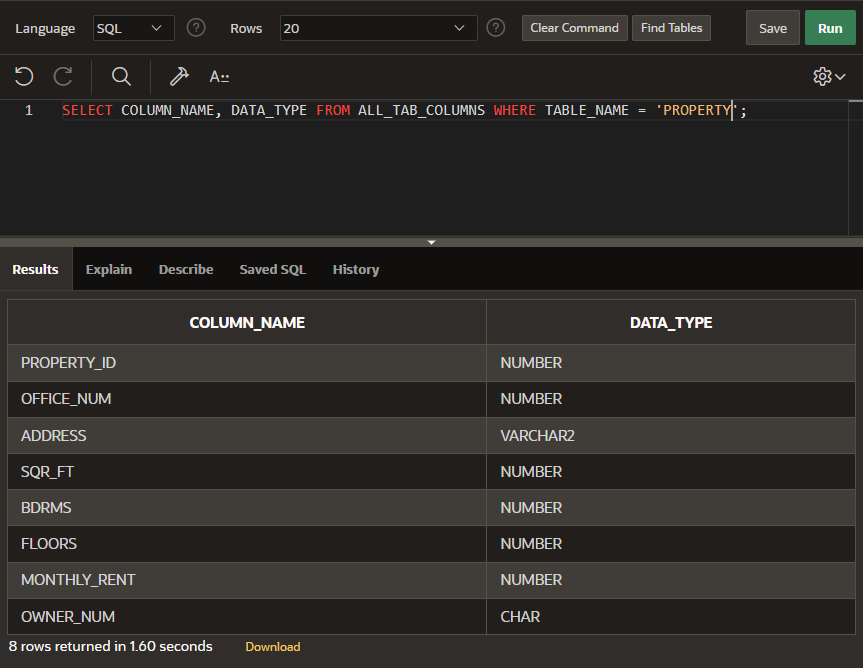 Language SQL ? Rows 20 ? Clear Command Find Tables Save Run
A::
1 SELECT COLUMN_NAME, DATA_TYPE FROM ALL_TAB_COLUMNS WHERE TABLE_NAME = 'PROPERTY';
Results Explain Describe Saved SQL History
COLUMN_NAME DATA_TYPE
PROPERTY_ID NUMBER
OFFICE_NUM NUMBER
ADDRESS VARCHAR2
SQR_FT NUMBER
BDRMS NUMBER
FLOORS NUMBER
MONTHLY_RENT NUMBER
OWNER_NUM CHAR
8 rows returned in 1.60 seconds Download